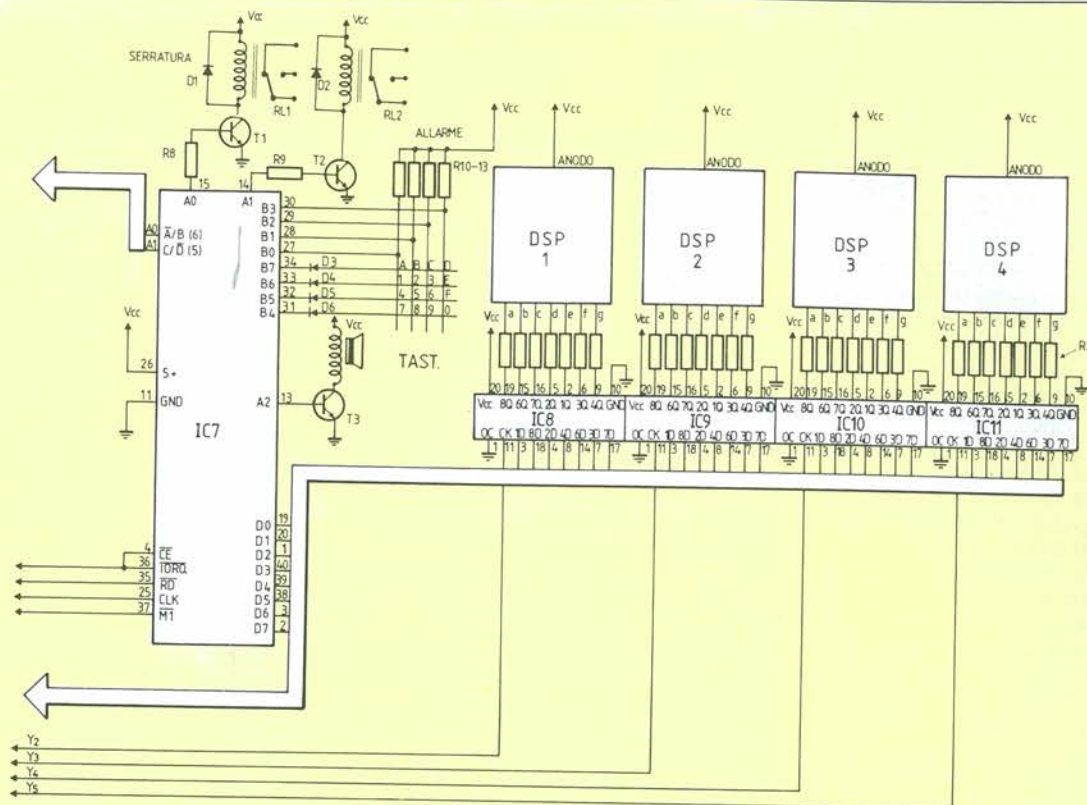 Vcc Vcc
SERRATURA
D1 D2
RL1 RL2
T1
R8 R9 T2
ALLARME
R10-13
Vcc Vcc Vcc Vcc Vcc
ANODO ANODO ANODO ANODO
DSP 1 DSP 2 DSP 3 DSP 4
15 14
A0 A1
A0 A̅/B (6)
A1 C/D̅ (5)
B3 30
B2 29
B1 28
B0 27
B7 34 D3 A B C D
B6 33 D4 1 2 3 E
B5 32 D5 4 5 6 F
B4 31 D6 7 8 9 0
Vcc
TAST.
26 5+
11 GND
A2 13
T3
IC7
Vcc a b c d e f g
Vcc a b c d e f g
Vcc a b c d e f g
Vcc a b c d e f g
R
20 19 15 16 5 2 6 9 10
20 19 15 16 5 2 6 9 10
20 19 15 16 5 2 6 9 10
20 19 15 16 5 2 6 9 10
Vcc 8Q 6Q 7Q 2Q 1Q 3Q 4Q GND
Vcc 8Q 6Q 7Q 2Q 1Q 3Q 4Q GND
Vcc 8Q 6Q 7Q 2Q 1Q 3Q 4Q GND
Vcc 8Q 6Q 7Q 2Q 1Q 3Q 4Q GND
IC8 IC9 IC10 IC11
OC CK 1D 8D 2D 4D 6D 3D 7D
OC CK 1D 8D 2D 4D 6D 3D 7D
OC CK 1D 8D 2D 4D 6D 3D 7D
OC CK 1D 8D 2D 4D 6D 3D 7D
1 11 3 18 4 8 14 7 17
1 11 3 18 4 8 14 7 17
1 11 3 18 4 8 14 7 17
1 11 3 18 4 8 14 7 17
D0 19
D1 20
D2 1
D3 40
D4 39
D5 38
D6 3
D7 2
4 C̅E̅
36 I̅O̅R̅Q̅
35 R̅D̅
25 CLK
37 M̅1̅
Y2
Y3
Y4
Y5